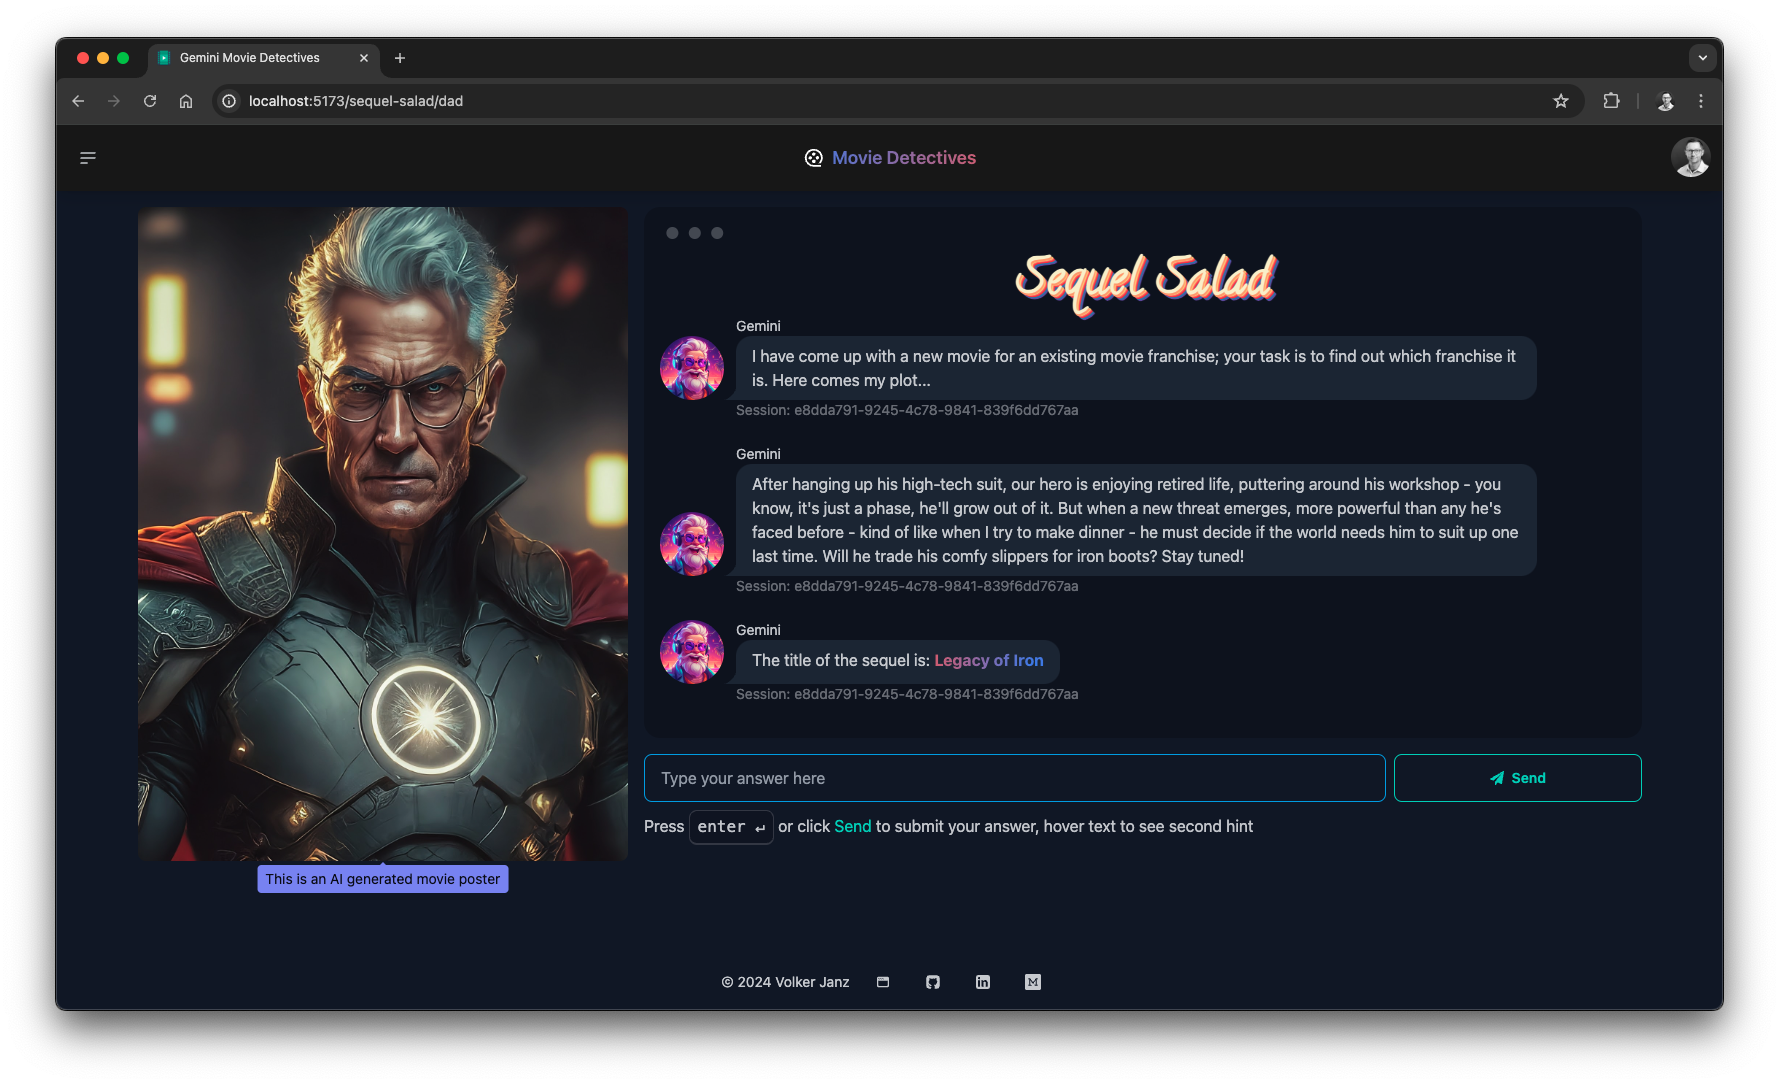 Gemini Movie Detectives
localhost:5173/sequel-salad/dad
Movie Detectives
Sequel Salad
Gemini
I have come up with a new movie for an existing movie franchise; your task is to find out which franchise it
is. Here comes my plot...
Session: e8dda791-9245-4c78-9841-839f6dd767aa
Gemini
After hanging up his high-tech suit, our hero is enjoying retired life, puttering around his workshop - you
know, it's just a phase, he'll grow out of it. But when a new threat emerges, more powerful than any he's
faced before - kind of like when I try to make dinner - he must decide if the world needs him to suit up one
last time. Will he trade his comfy slippers for iron boots? Stay tuned!
Session: e8dda791-9245-4c78-9841-839f6dd767aa
Gemini
The title of the sequel is: Legacy of Iron
Session: e8dda791-9245-4c78-9841-839f6dd767aa
Type your answer here
Send
Press enter ↵ or click Send to submit your answer, hover text to see second hint
This is an AI generated movie poster
© 2024 Volker Janz